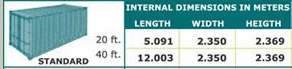 INTERNAL DIMENSIONS IN METERS
LENGTH WIDTH HEIGTH
20 ft. 5.091 2.350 2.369
40 ft. 12.003 2.350 2.369
STANDARD